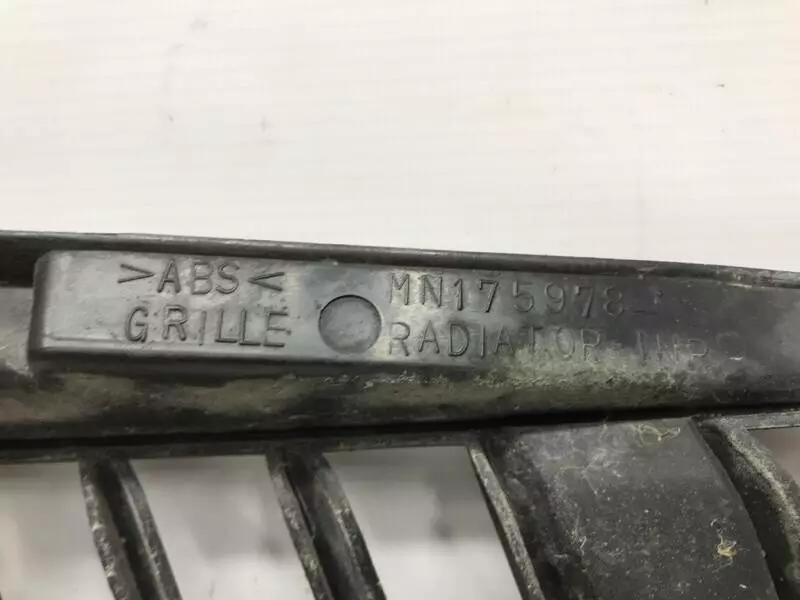 >ABS<
GRILLE
MN175978
RADIATOR